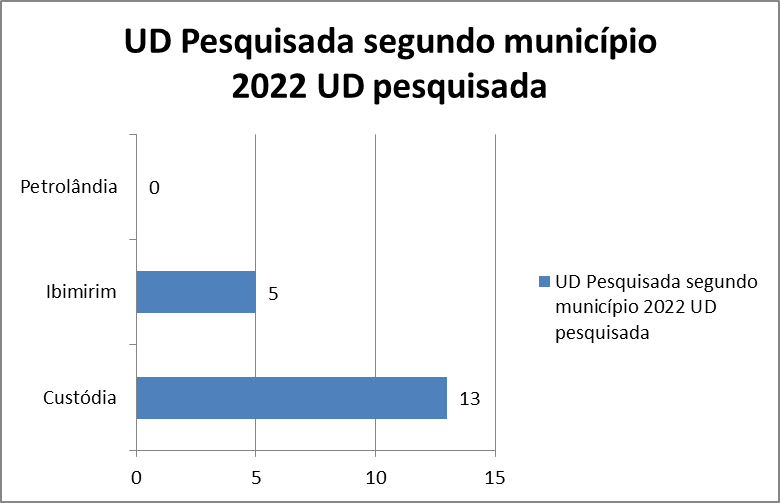 UD Pesquisada segundo município
2022 UD pesquisada
Petrolândia
0
Ibimirim
5
Custódia
13
0
5
10
15
UD Pesquisada segundo
município 2022 UD
pesquisada